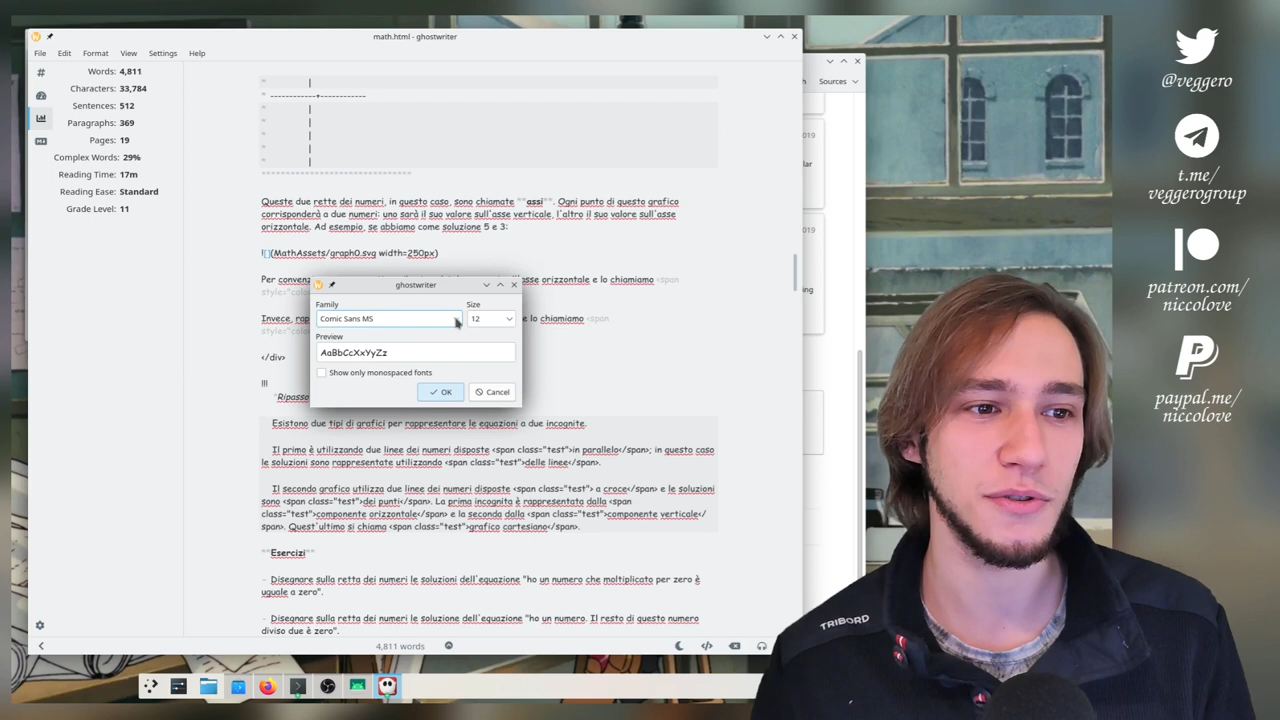 math.html - ghostwriter
File Edit Format View Settings Help
Words: 4,811
Characters: 33,784
Sentences: 512
Paragraphs: 369
Pages: 19
Complex Words: 29%
Reading Time: 17m
Reading Ease: Standard
Grade Level: 11
" |
" ------------+------------
" |
" |
" |
" |
" |
Queste due rette dei numeri, in questo caso, sono chiamate **assi**. Ogni punto di questo grafico
corrisponderà a due numeri: uno sarà il suo valore sull'asse verticale, l'altro il suo valore sull'asse
orizzontale. Ad esempio, se abbiamo come soluzione 5 e 3:
![](MathAssets/graph0.svg width=250px)
Per
asse orizzontale e lo chiamiamo <span
Invece,
e lo chiamiamo <span
</div>
!!!
Esistono due tipi di grafici per rappresentare le equazioni a due incognite.
Il primo è utilizzando due linee dei numeri disposte <span class="test">in parallelo</span>; in questo caso
le soluzioni sono rappresentate utilizzando <span class="test">delle linee</span>.
Il secondo grafico utilizza due linee dei numeri disposte <span class="test"> a croce</span> e le soluzioni
sono <span class="test">dei punti</span>. La prima incognita è rappresentata dalla <span
class="test">componente orizzontale</span> e la seconda dalla <span class="test">componente verticale</
span>. Quest'ultimo si chiama <span class="test">grafico cartesiano</span>.
**Esercizi**
- Disegnare sulla retta dei numeri le soluzioni dell'equazione "ho un numero che moltiplicato per zero è
uguale a zero".
- Disegnare sulla retta dei numeri le soluzione dell'equazione "ho un numero. Il resto di questo numero
diviso due è zero".
4,811 words
ghostwriter
Family Size
Comic Sans MS 12
Preview
AaBbCcXxYyZz
Show only monospaced fonts
OK Cancel
Sources
2019
lar
019
ing
@veggero
t.me/
veggerogroup
patreon.com/
niccolove
paypal.me/
niccolove
TRIBORD